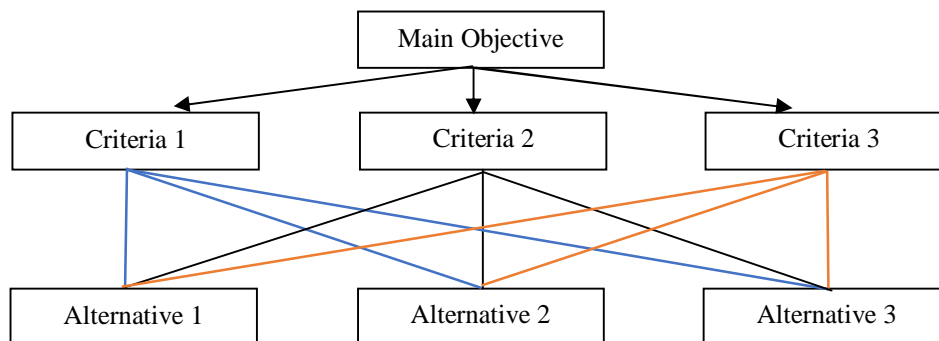 Main Objective
Criteria 1
Criteria 2
Criteria 3
Alternative 1
Alternative 2
Alternative 3